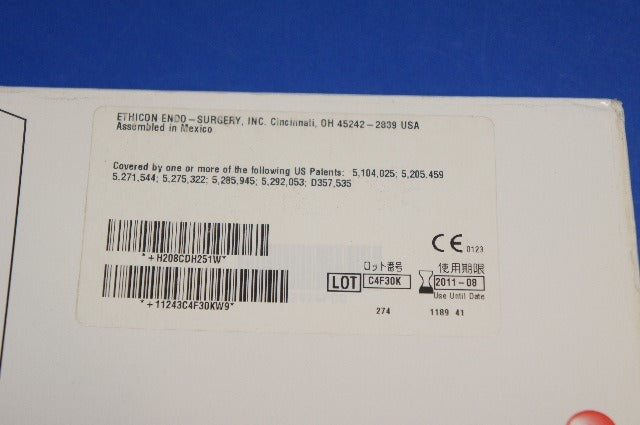 ETHICON ENDO-SURGERY, INC. Cincinnati, OH 45242-2839 USA
Assembled in Mexico
Covered by one or more of the following US Patents: 5,104,025; 5,205.459
5.271,544; 5,275,322; 5,285,945; 5,292,053; D357,535
*+H208CDH251W*
*+11243C4F30KW9*
CE 0123
LOT ロット番号 C4F30K
使用期限
2011-08
Use Until Date
274 1189 41